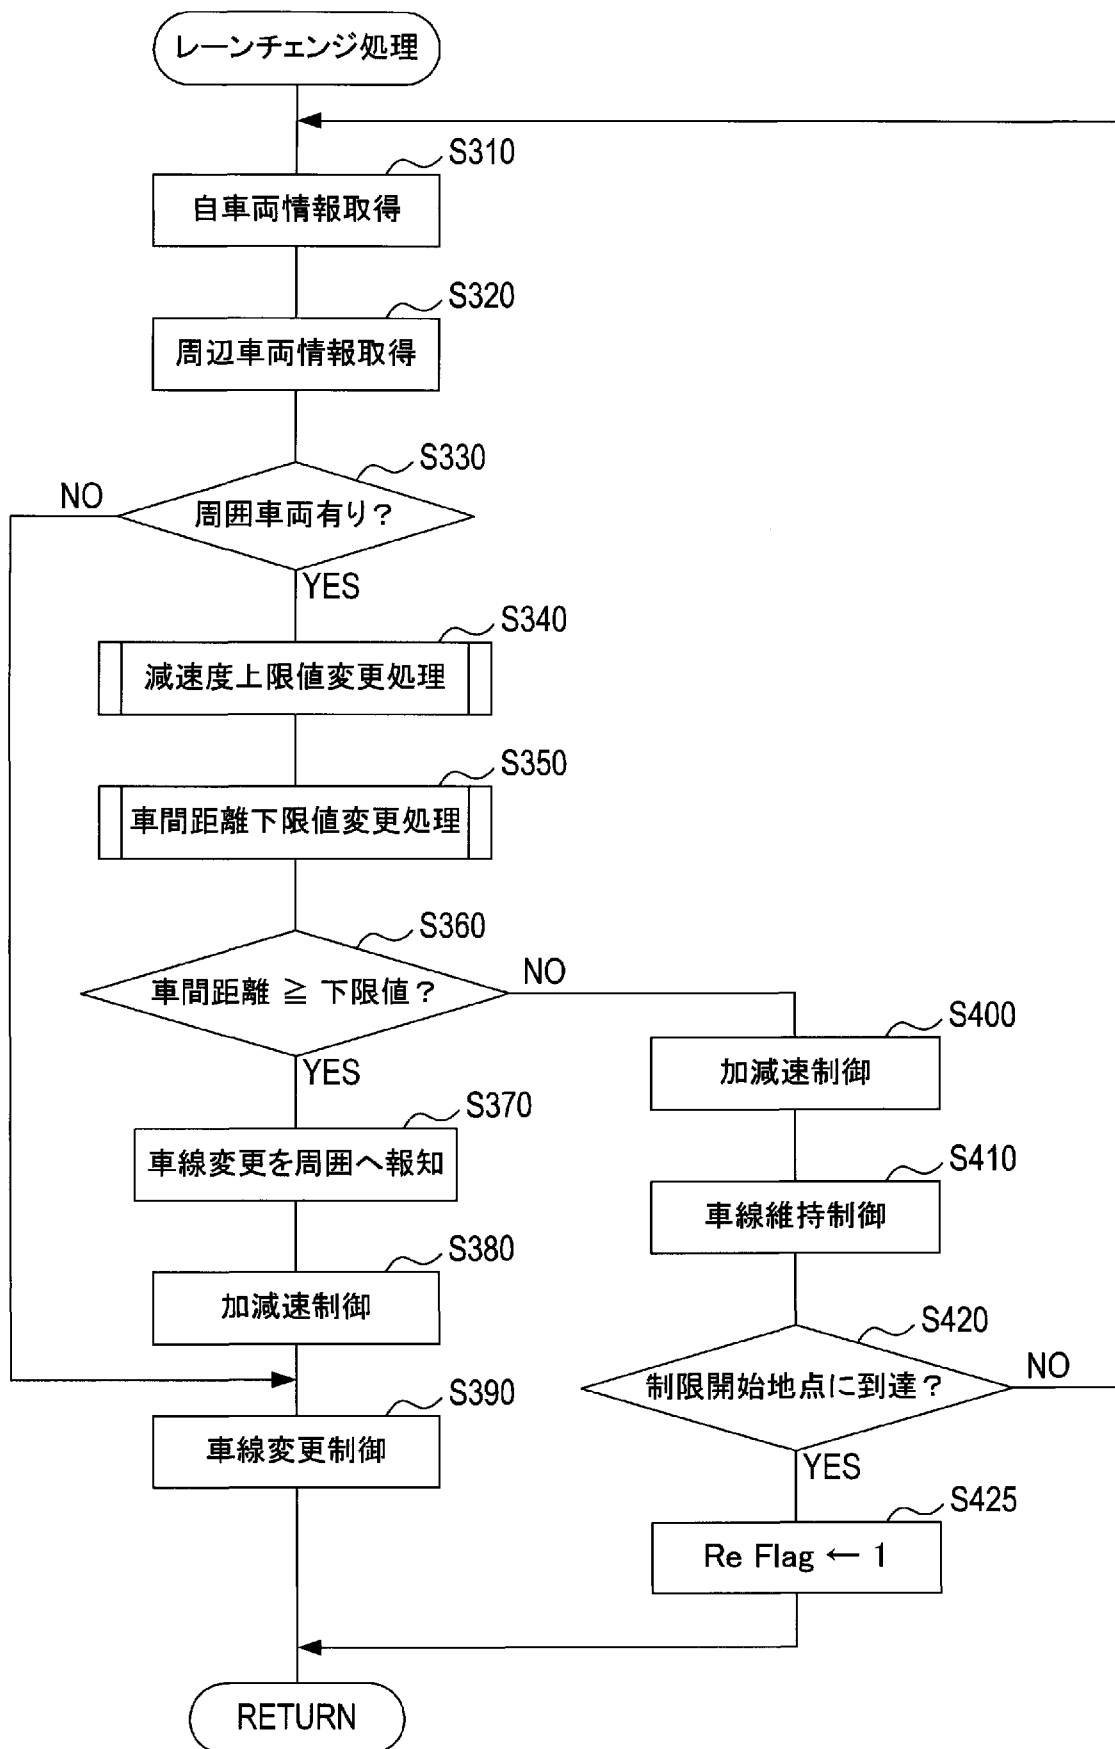 レーンチェンジ処理
S310
自車両情報取得
S320
周辺車両情報取得
S330
NO
周囲車両有り？
YES
S340
減速度上限値変更処理
S350
車間距離下限値変更処理
S360
車間距離 ≧ 下限値？
NO
YES
S400
加減速制御
S370
車線変更を周囲へ報知
S410
車線維持制御
S380
加減速制御
S420
制限開始地点に到達？
NO
YES
S390
車線変更制御
S425
Re Flag ← 1
RETURN